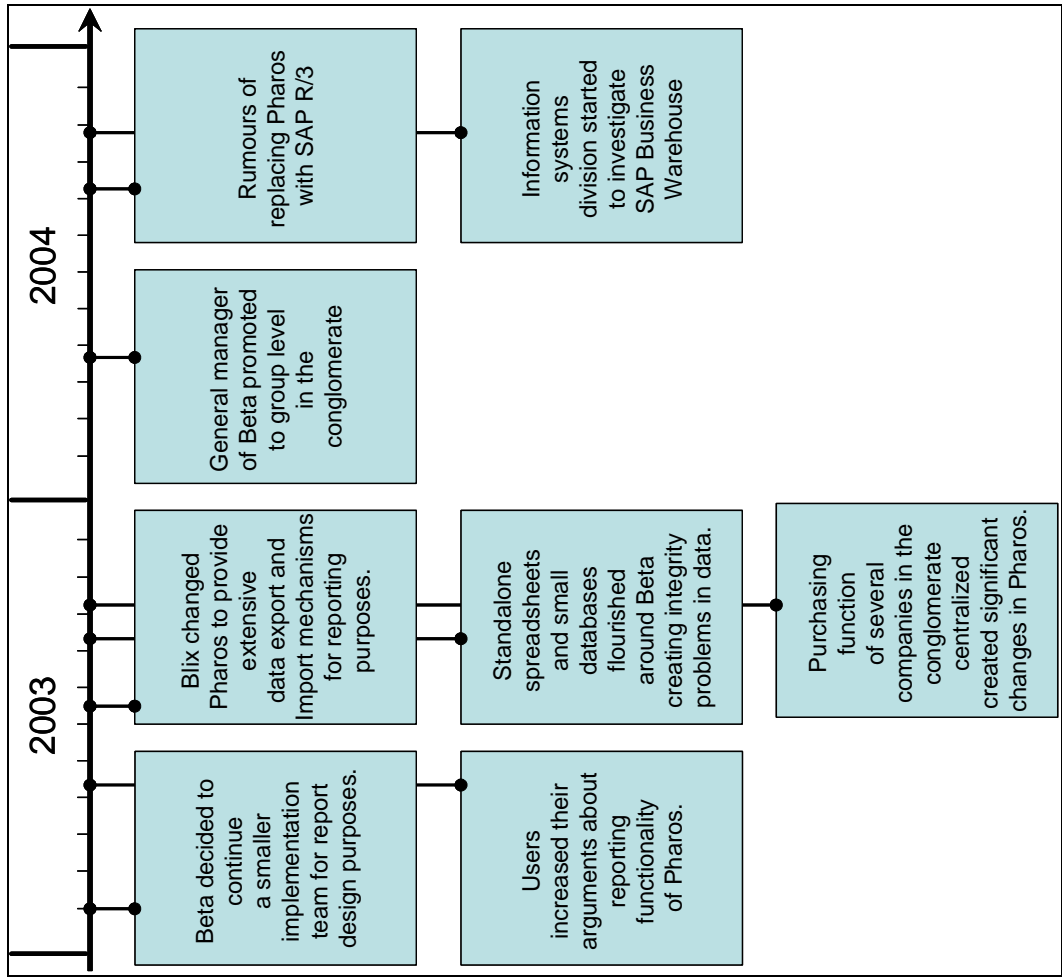 2003
2004
Beta decided to
continue
a smaller
implementation
team for report
design purposes.
Users
increased their
arguments about
reporting
functionality
of Pharos.
Blix changed
Pharos to provide
extensive
data export and
Import mechanisms
for reporting
purposes.
Standalone
spreadsheets
and small
databases
flourished
around Beta
creating integrity
problems in data.
Purchasing
function
of several
companies in the
conglomerate
centralized
created significant
changes in Pharos.
General manager
of Beta promoted
to group level
in the
conglomerate
Rumours of
replacing Pharos
with SAP R/3
Information
systems
division started
to investigate
SAP Business
Warehouse